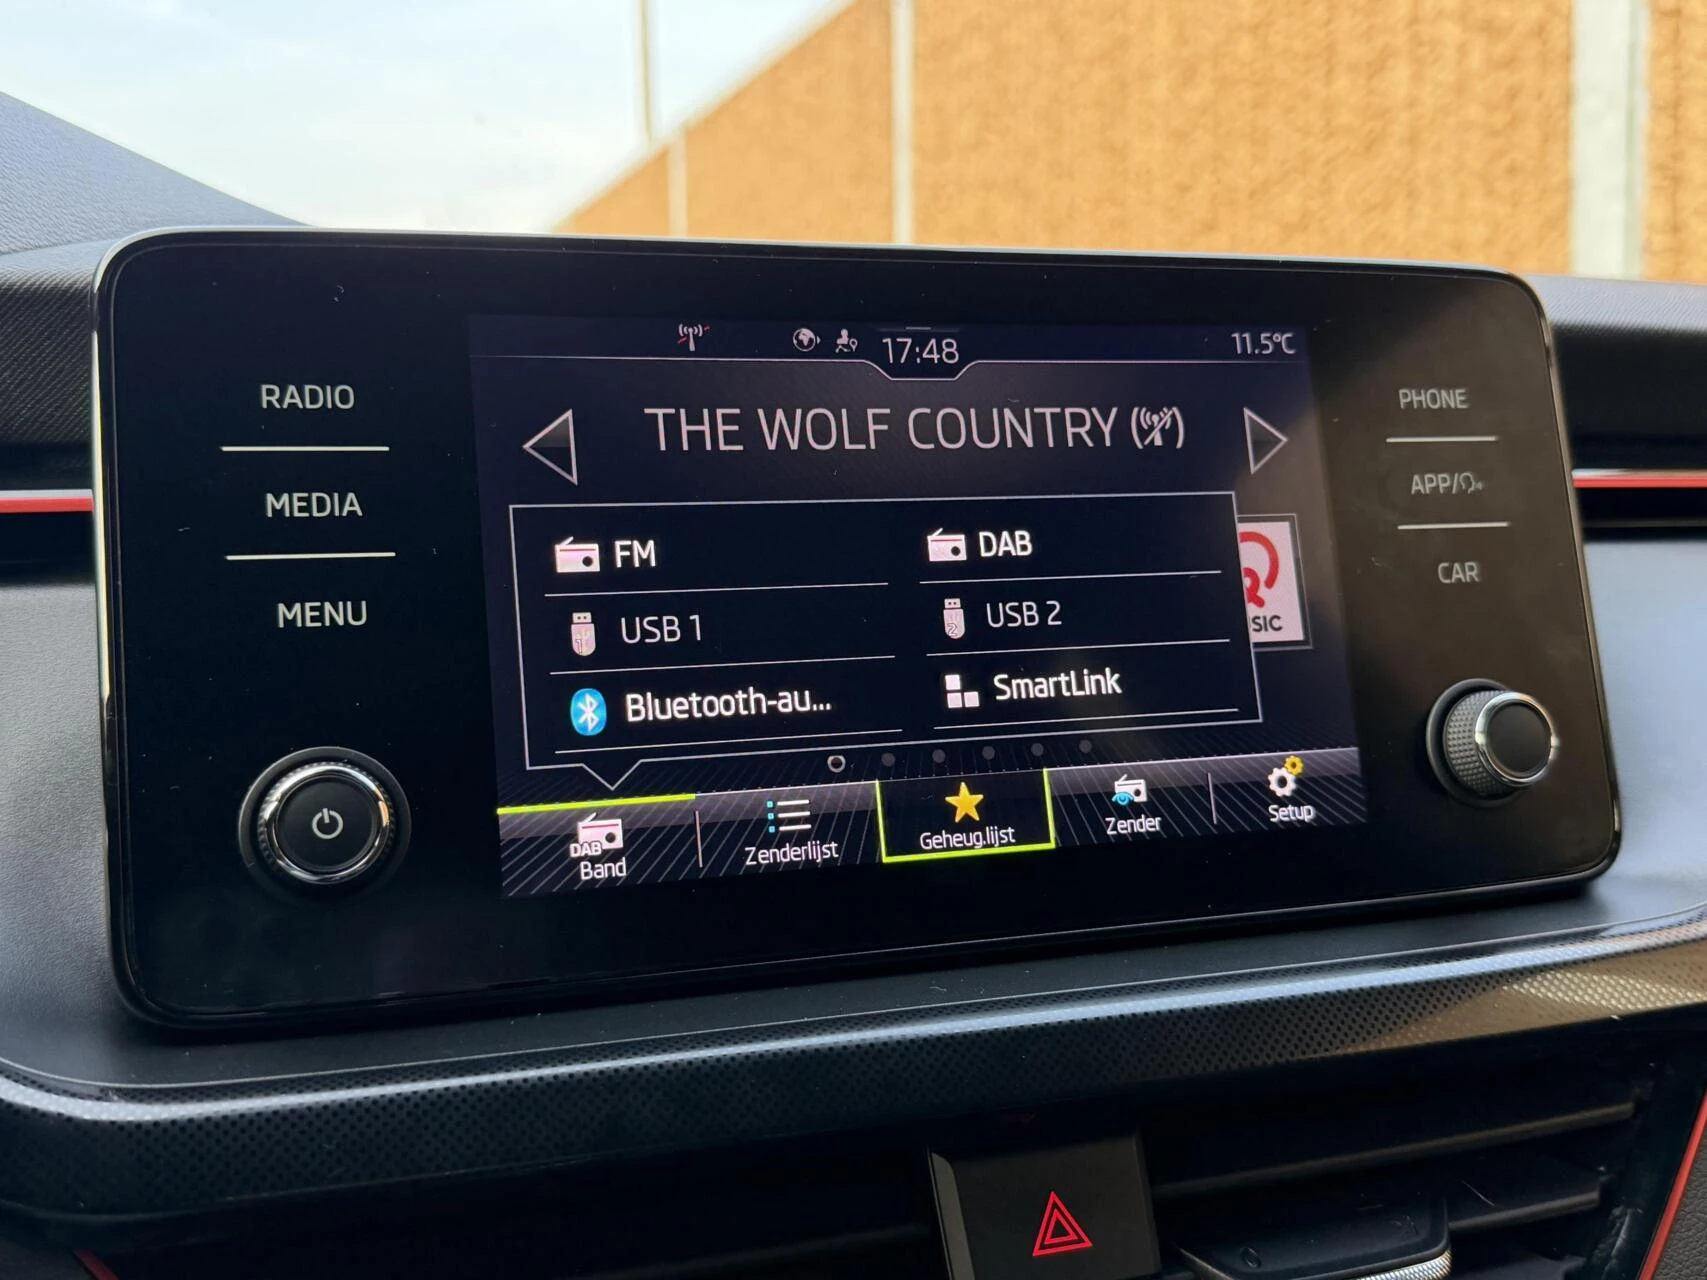 17:48
11.5°C
RADIO
MEDIA
MENU
THE WOLF COUNTRY
FM
DAB
USB 1
USB 2
Bluetooth-au...
SmartLink
SIC
DAB
Band
Zenderlijst
Geheug.lijst
Zender
Setup
PHONE
APP/
CAR